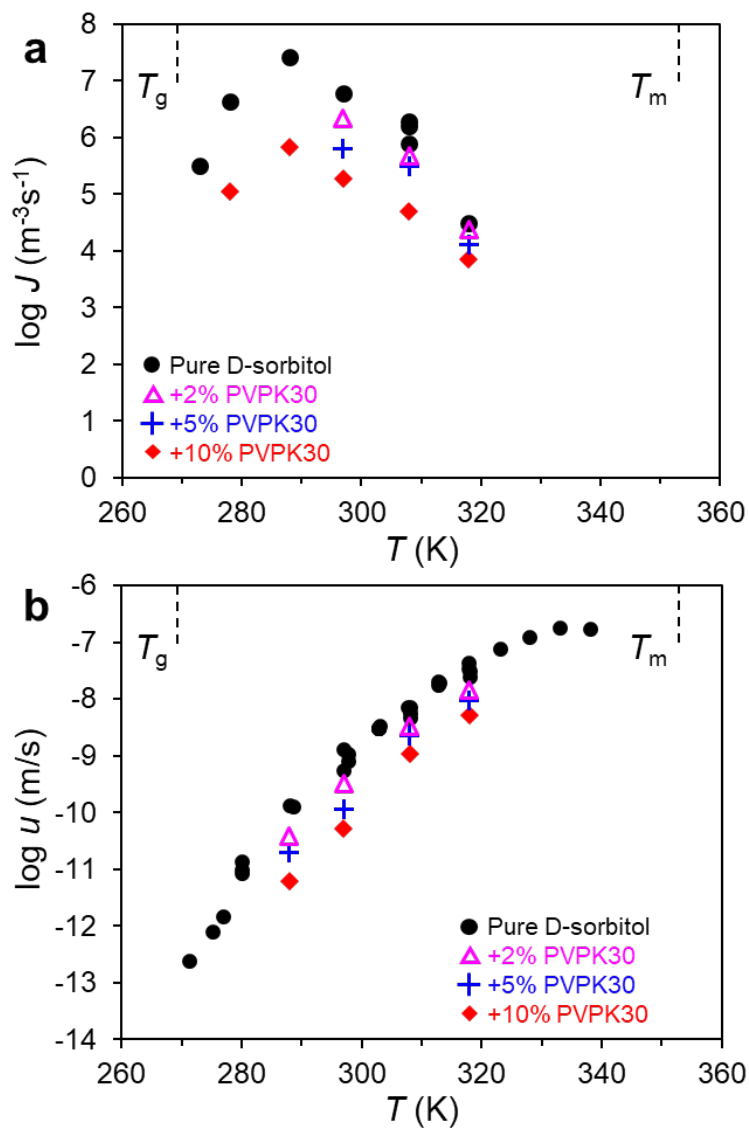 a
8
7
6
5
4
3
2
1
0
log J (m⁻³s⁻¹)
Tg
Tm
Pure D-sorbitol
+2% PVPK30
+5% PVPK30
+10% PVPK30
260 280 300 320 340 360
T (K)
b
-6
-7
-8
-9
-10
-11
-12
-13
-14
log u (m/s)
Tg
Tm
Pure D-sorbitol
+2% PVPK30
+5% PVPK30
+10% PVPK30
260 280 300 320 340 360
T (K)